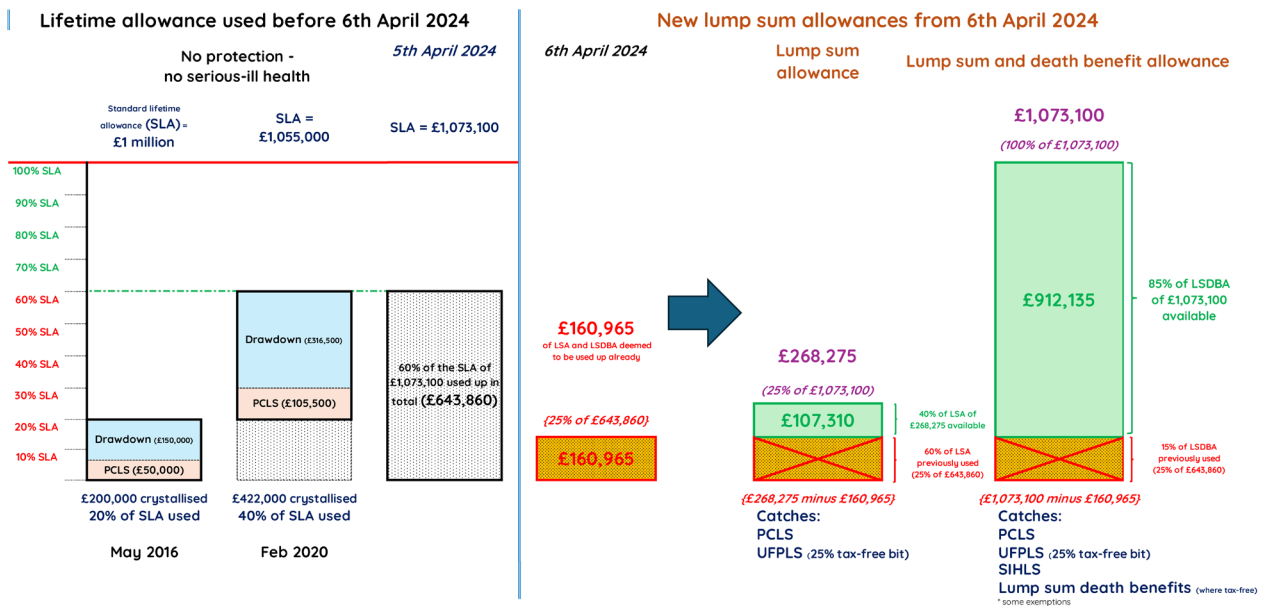 Lifetime allowance used before 6th April 2024
No protection -
no serious-ill health
5th April 2024
Standard lifetime
allowance (SLA) =
£1 million
SLA =
£1,055,000
SLA = £1,073,100
100% SLA
90% SLA
80% SLA
70% SLA
60% SLA
50% SLA
40% SLA
30% SLA
20% SLA
10% SLA
Drawdown (£150,000)
PCLS (£50,000)
Drawdown (£316,500)
PCLS (£105,500)
60% of the SLA of
£1,073,100 used up in
total (£643,860)
£200,000 crystallised
20% of SLA used
May 2016
£422,000 crystallised
40% of SLA used
Feb 2020
New lump sum allowances from 6th April 2024
6th April 2024
Lump sum
allowance
Lump sum and death benefit allowance
£160,965
of LSA and LSDBA deemed
to be used up already
{25% of £643,860}
£160,965
£268,275
(25% of £1,073,100)
£107,310
40% of LSA of
£268,275 available
60% of LSA
previously used
(25% of £643,860)
{£268,275 minus £160,965}
Catches:
PCLS
UFPLS (25% tax-free bit)
£1,073,100
(100% of £1,073,100)
£912,135
85% of LSDBA
of £1,073,100
available
15% of LSDBA
previously used
(25% of £643,860)
{£1,073,100 minus £160,965}
Catches:
PCLS
UFPLS (25% tax-free bit)
SIHLS
Lump sum death benefits (where tax-free)
* some exemptions